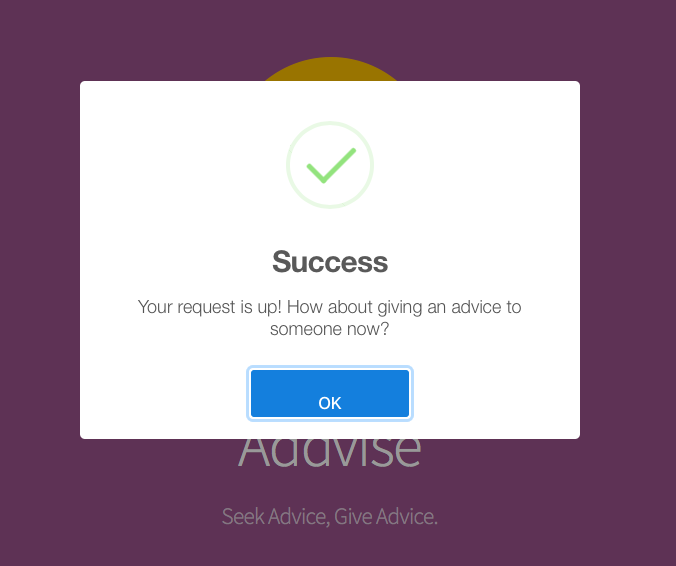 Success
Your request is up! How about giving an advice to
someone now?
OK
Addvise
Seek Advice, Give Advice.